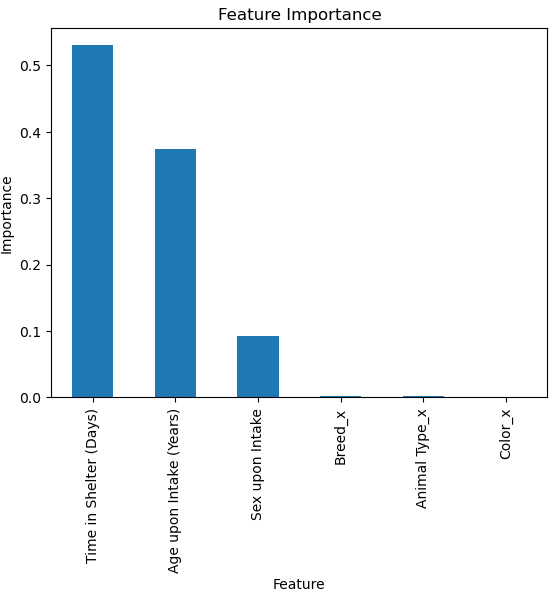 Feature Importance
Importance
0.5
0.4
0.3
0.2
0.1
0.0
Time in Shelter (Days)
Age upon Intake (Years)
Sex upon Intake
Breed_x
Animal Type_x
Color_x
Feature